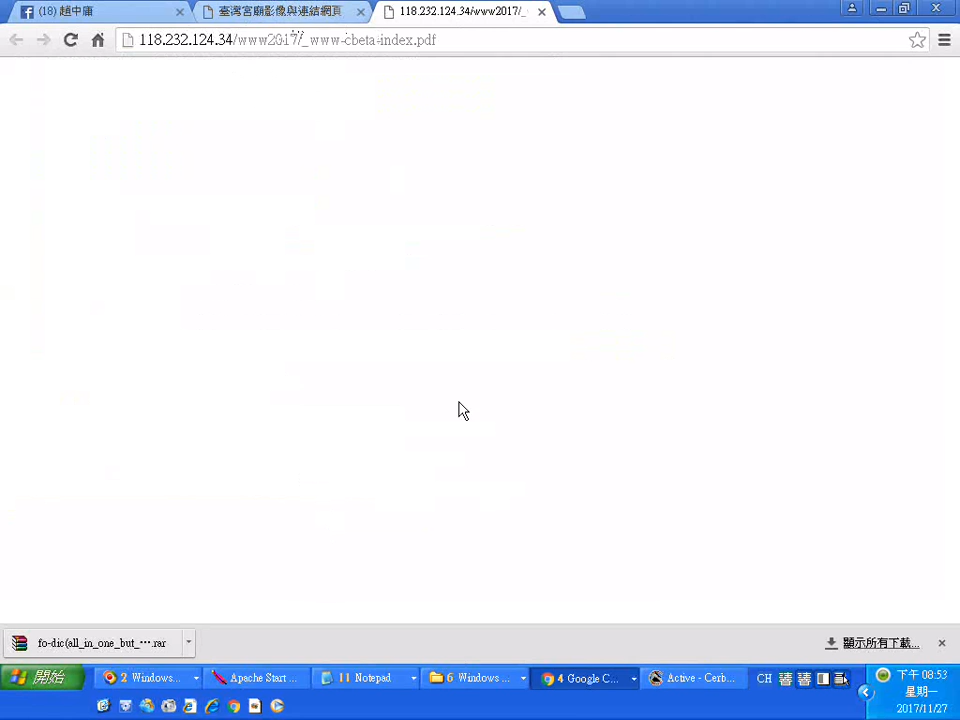 (18) 趙中庸
臺灣宮廟影像與連結網頁
118.232.124.34/www2017/_
118.232.124.34/www2017/_www-cbeta-index.pdf
fo-dic(all_in_one_but_···.rar
顯示所有下載...
開始
2 Windows...
Apache Start ...
11 Notepad
6 Windows ...
4 Google C...
Active - Cerb...
CH
下午 08:53
星期一
2017/11/27